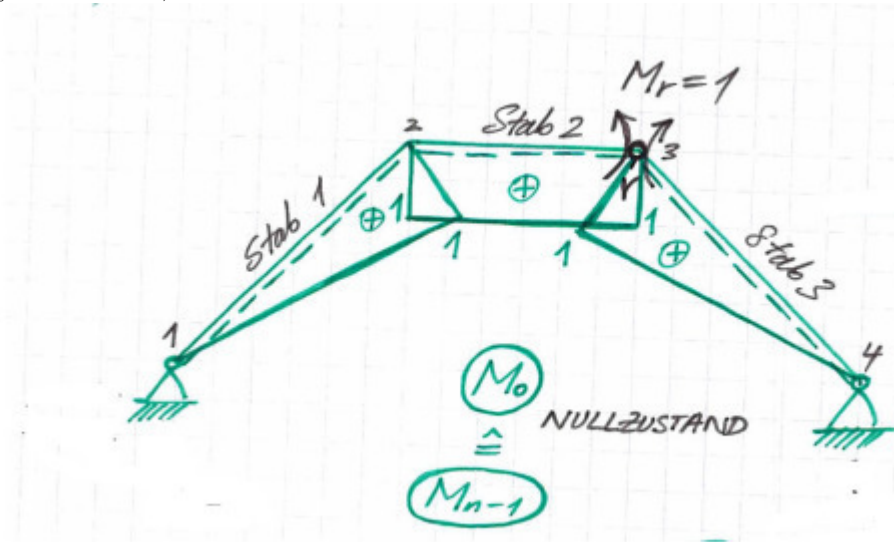 Mr=1
2
Stab 2
3
r
Stab 1
⊕
⊕
1
1
1
1
⊕
Stab 3
1
4
M₀
NULLZUSTAND
≙
Mn-1